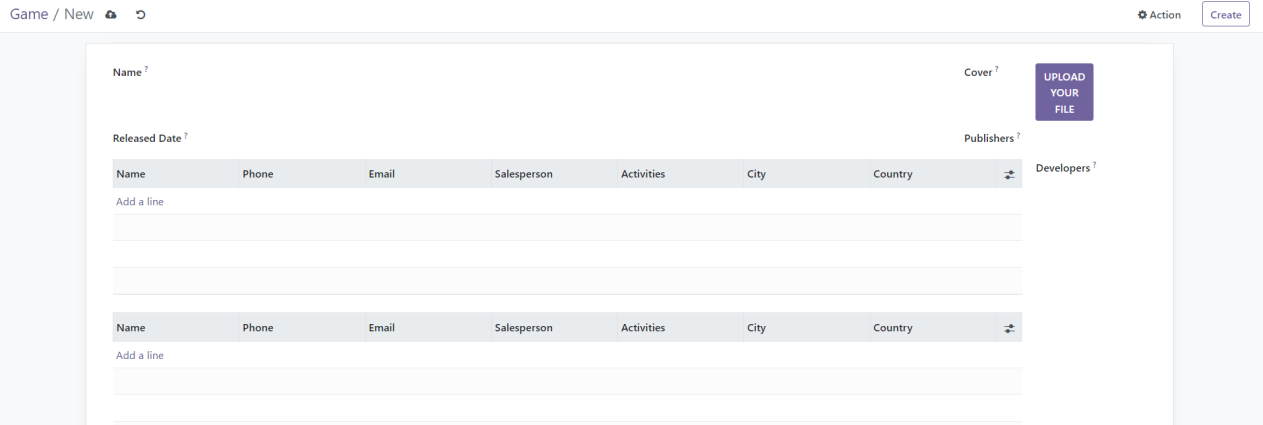 Game / New
Action
Create
Name ?
Cover ?
UPLOAD
YOUR
FILE
Released Date ?
Publishers ?
Name Phone Email Salesperson Activities City Country
Developers ?
Add a line
Name Phone Email Salesperson Activities City Country
Add a line